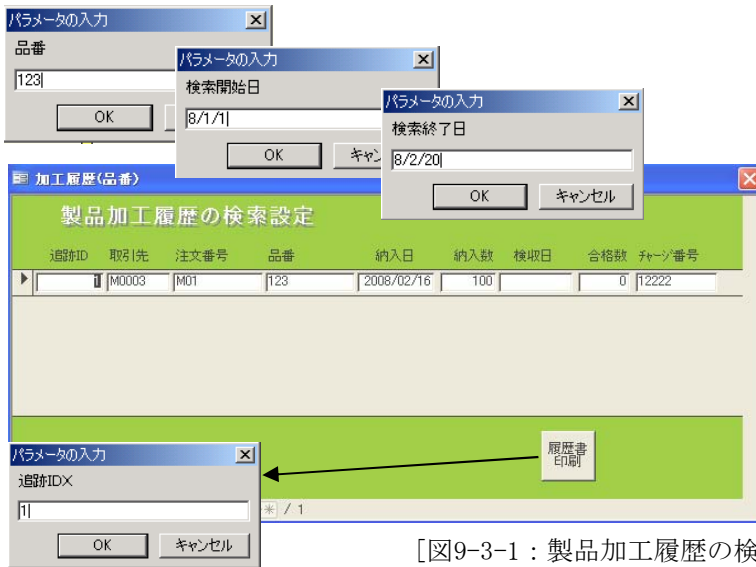 パラメータの入力
品番
123
OK
パラメータの入力
検索開始日
8/1/1
OK
キャン
パラメータの入力
検索終了日
8/2/20
OK
キャンセル
加工履歴(品番)
製品加工履歴の検索設定
追跡ID 取引先 注文番号 品番 納入日 納入数 検収日 合格数 ﾁｬｰｼﾞ番号
1 M0003 M01 123 2008/02/16 100 0 12222
履歴書
印刷
パラメータの入力
追跡IDX
1
OK
キャンセル
/ 1
[図9-3-1：製品加工履歴の検